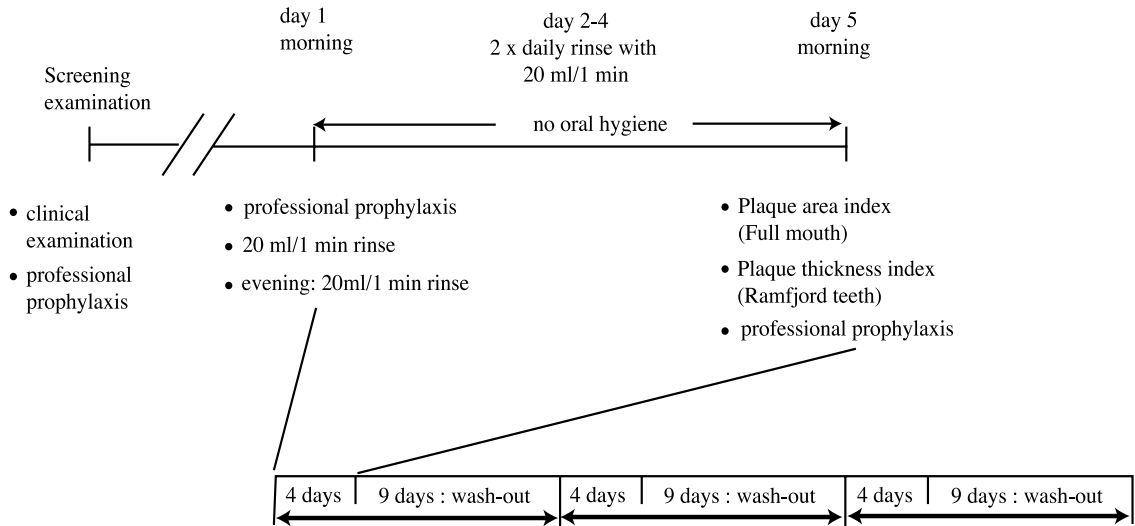 day 1
morning
day 2-4
2 x daily rinse with
20 ml/1 min
day 5
morning
Screening
examination
no oral hygiene
• clinical
examination
• professional
prophylaxis
• professional prophylaxis
• 20 ml/1 min rinse
• evening: 20ml/1 min rinse
• Plaque area index
(Full mouth)
• Plaque thickness index
(Ramfjord teeth)
• professional prophylaxis
4 days
9 days : wash-out
4 days
9 days : wash-out
4 days
9 days : wash-out